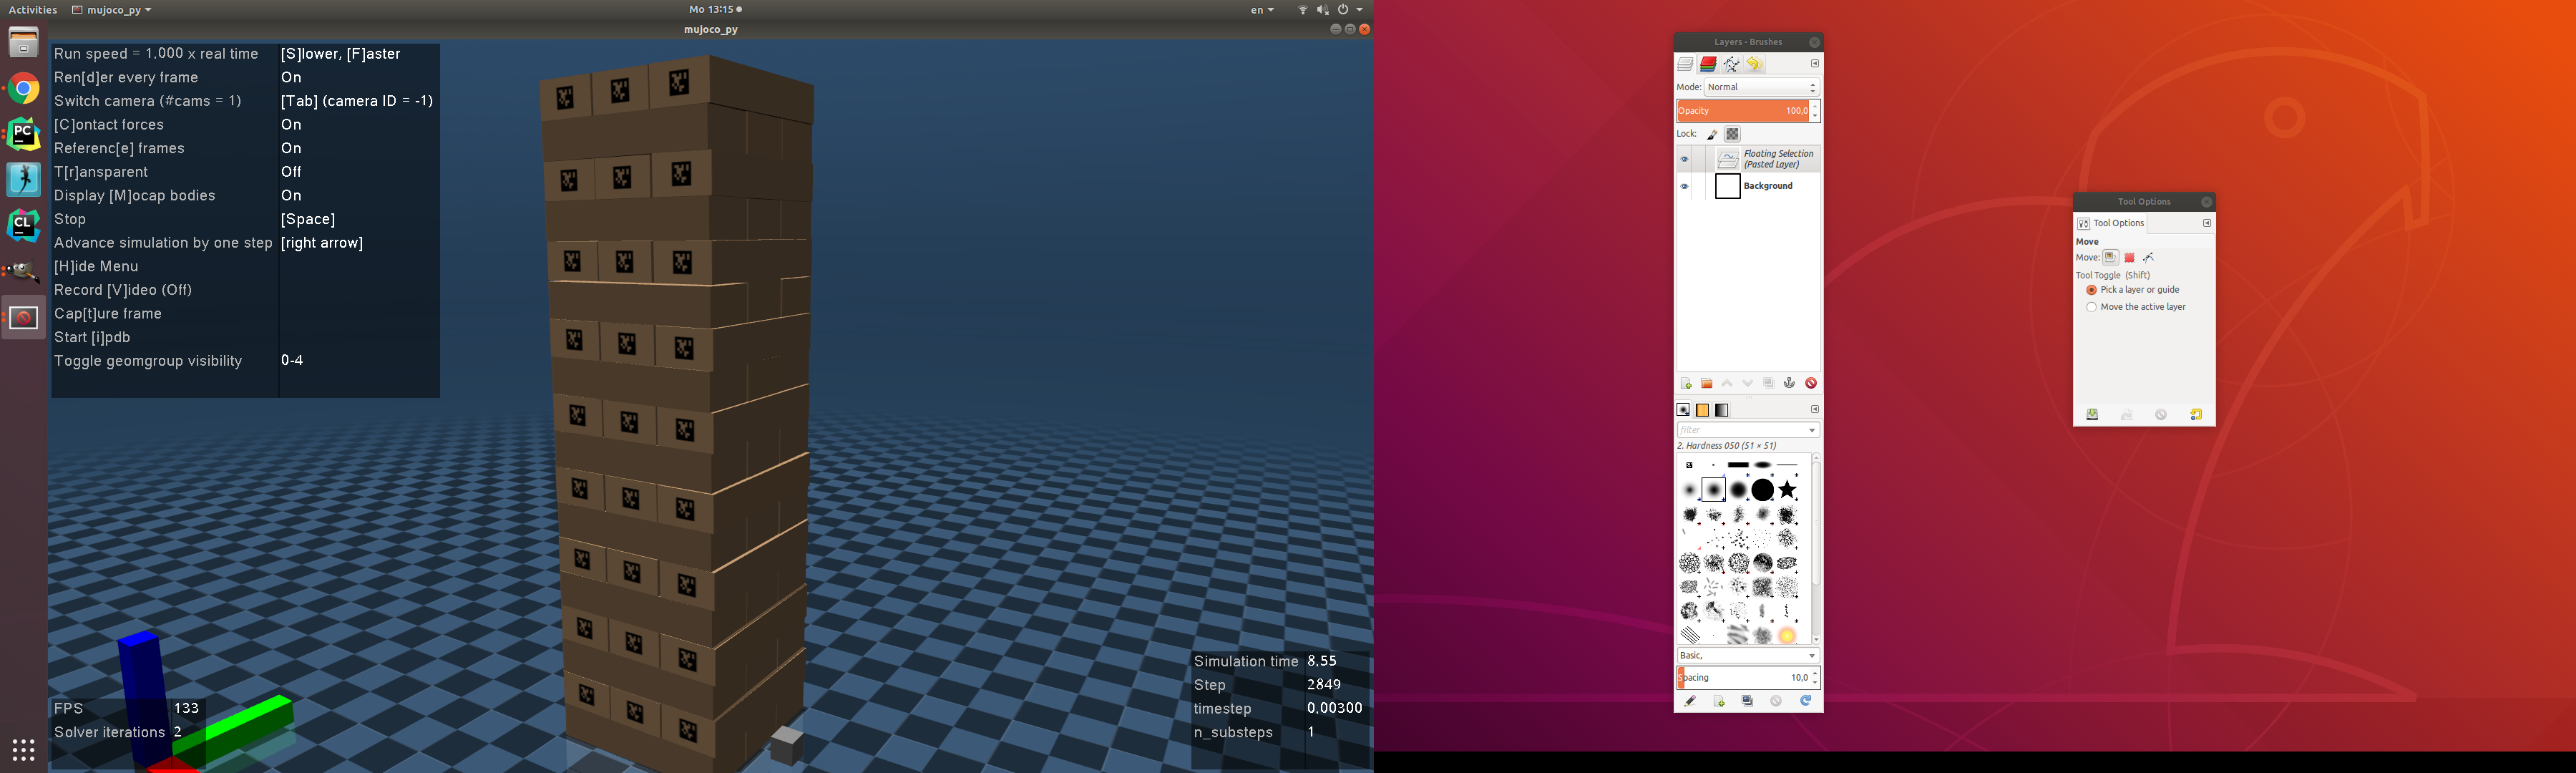 Activities
mujoco_py
Mo 13:15
en
mujoco_py
Run speed = 1.000 x real time [S]lower, [F]aster
Ren[d]er every frame On
Switch camera (#cams = 1) [Tab] (camera ID = -1)
[C]ontact forces On
Referenc[e] frames On
T[r]ansparent Off
Display [M]ocap bodies On
Stop [Space]
Advance simulation by one step [right arrow]
[H]ide Menu
Record [V]ideo (Off)
Cap[t]ure frame
Start [i]pdb
Toggle geomgroup visibility 0-4
PC
CL
FPS 133
Solver iterations 2
Simulation time 8.55
Step 2849
timestep 0.00300
n_substeps 1
Layers - Brushes
Mode: Normal
Opacity 100,0
Lock:
Floating Selection
(Pasted Layer)
Background
filter
2. Hardness 050 (51 × 51)
Basic,
Spacing 10,0
Tool Options
Tool Options
Move
Move:
Tool Toggle (Shift)
Pick a layer or guide
Move the active layer